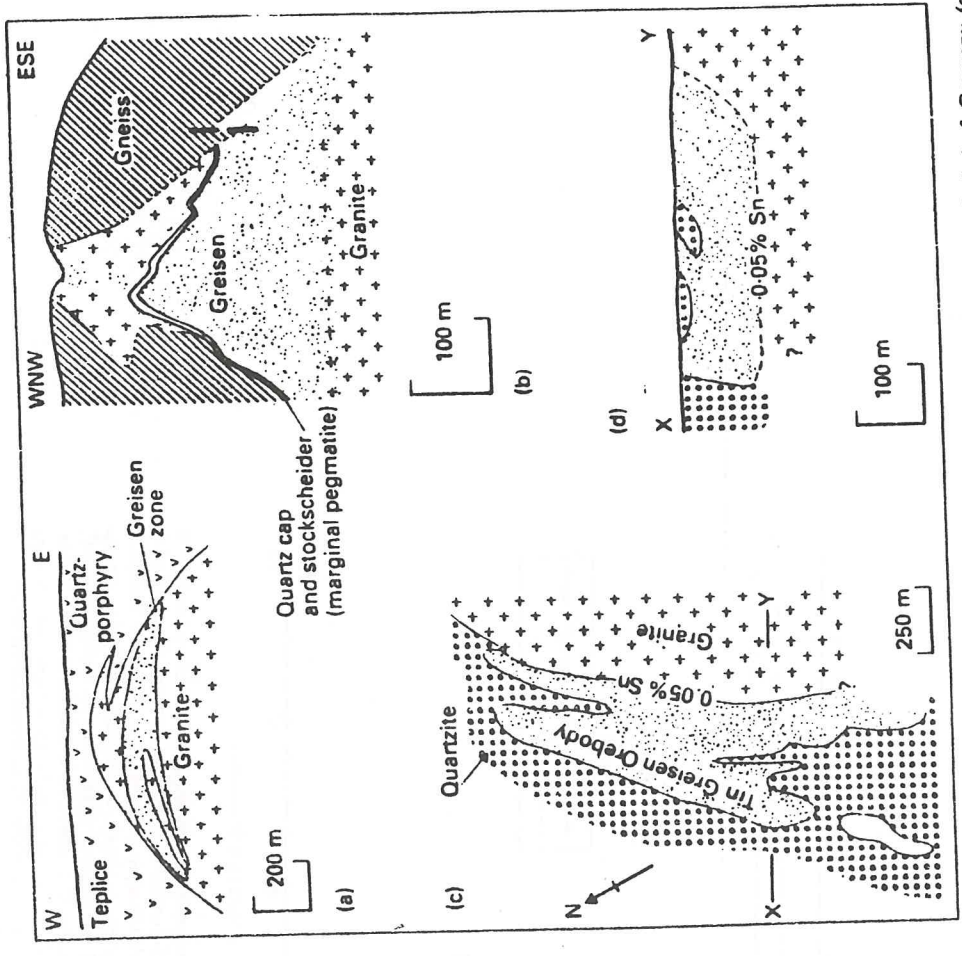 W
E
Teplice
Quartz-
porphyry
Greisen
zone
Granite
200 m
(a)
WNW
ESE
Gneiss
Greisen
Granite
Quartz cap
and stockscheider
(marginal pegmatite)
100 m
(b)
(c)
N
Quartzite
Tin Greisen Orebody
0.05% Sn
Granite
X
Y
?
250 m
(d)
X
Y
0.05% Sn
?
100 m